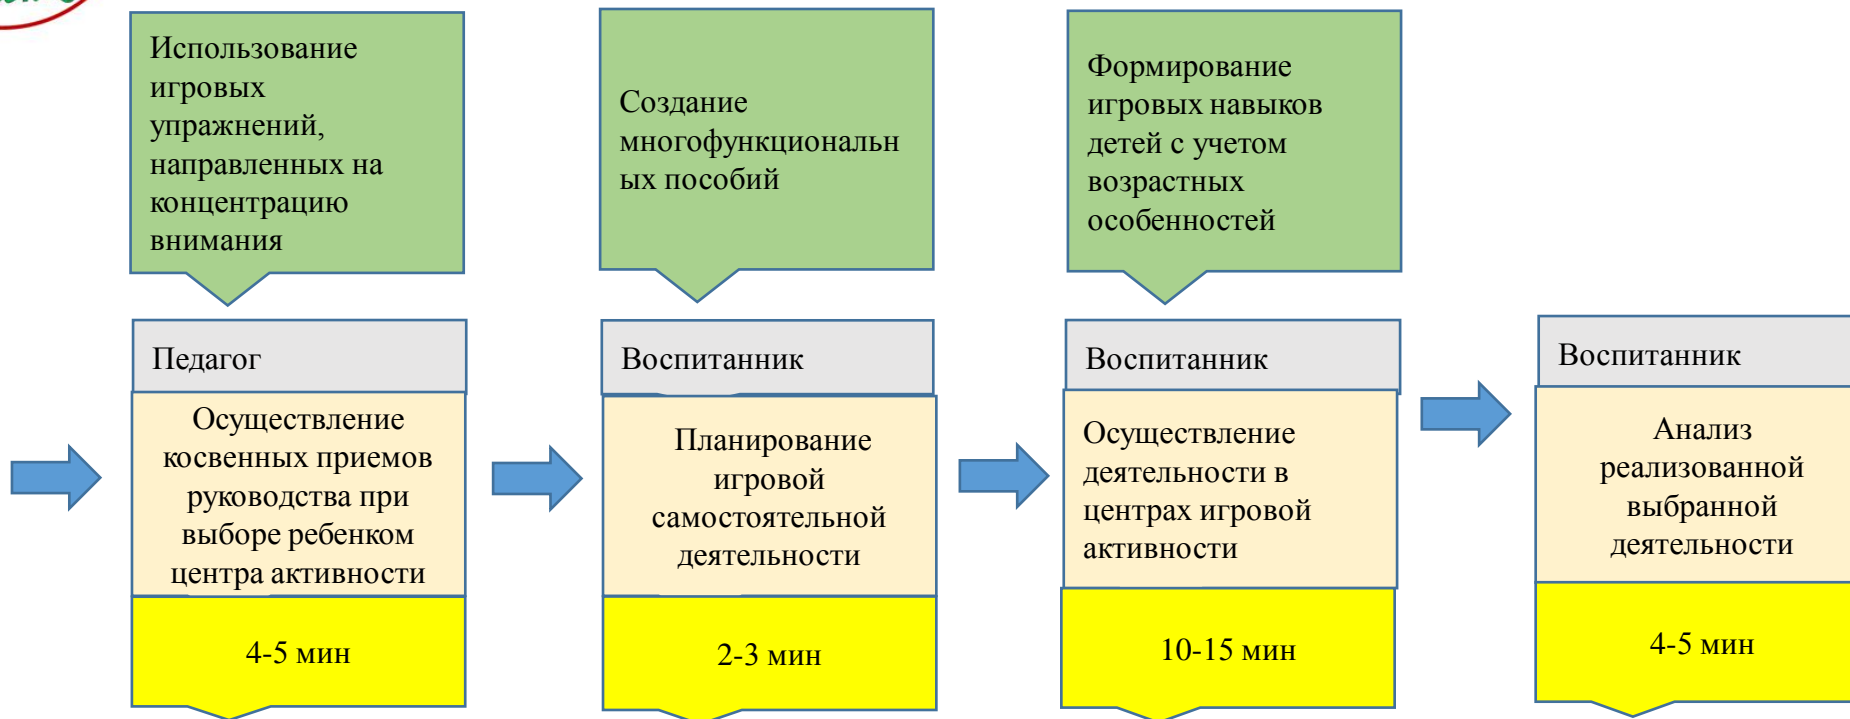 Использование
игровых
упражнений,
направленных на
концентрацию
внимания
Создание
многофункциональн
ых пособий
Формирование
игровых навыков
детей с учетом
возрастных
особенностей
Педагог
Осуществление
косвенных приемов
руководства при
выборе ребенком
центра активности
4-5 мин
Воспитанник
Планирование
игровой
самостоятельной
деятельности
2-3 мин
Воспитанник
Осуществление
деятельности в
центрах игровой
активности
10-15 мин
Воспитанник
Анализ
реализованной
выбранной
деятельности
4-5 мин